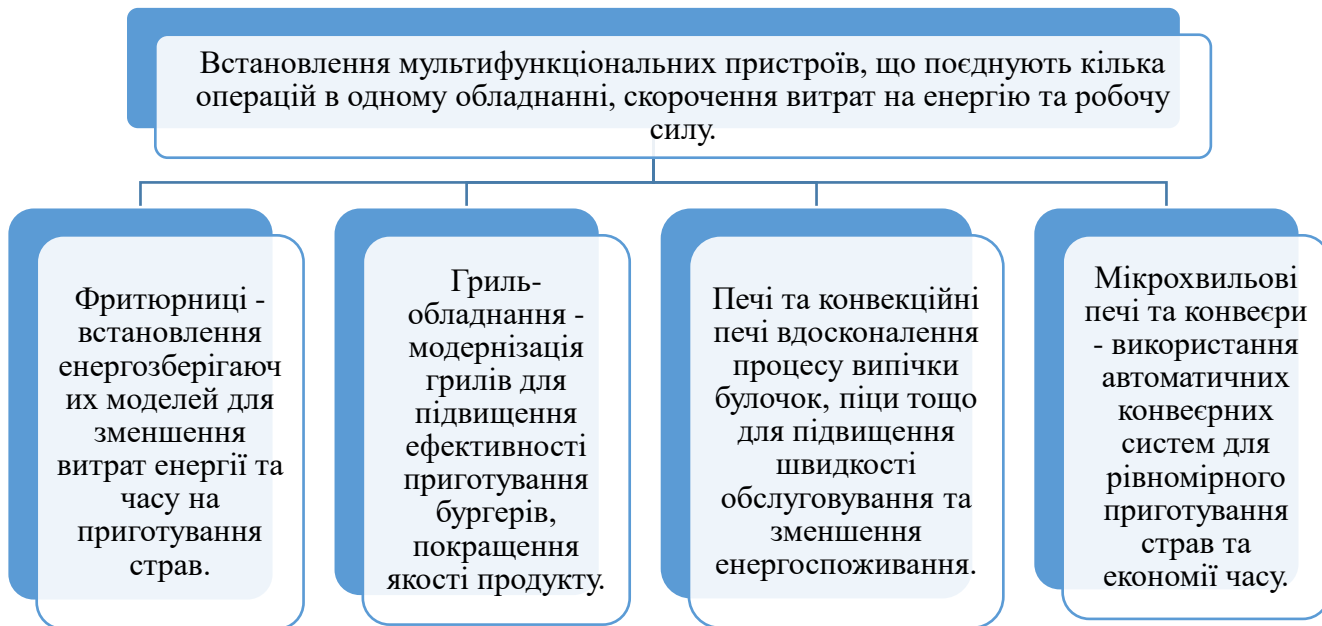 Встановлення мультифункціональних пристроїв, що поєднують кілька
операцій в одному обладнанні, скорочення витрат на енергію та робочу
силу.
Фритюрниці -
встановлення
енергозберігаюч
их моделей для
зменшення
витрат енергії та
часу на
приготування
страв.
Гриль-
обладнання -
модернізація
грилів для
підвищення
ефективності
приготування
бургерів,
покращення
якості продукту.
Печі та конвекційні
печі вдосконалення
процесу випічки
булочок, піци тощо
для підвищення
швидкості
обслуговування та
зменшення
енергоспоживання.
Мікрохвильові
печі та конвеєри
- використання
автоматичних
конвеєрних
систем для
рівномірного
приготування
страв та
економії часу.